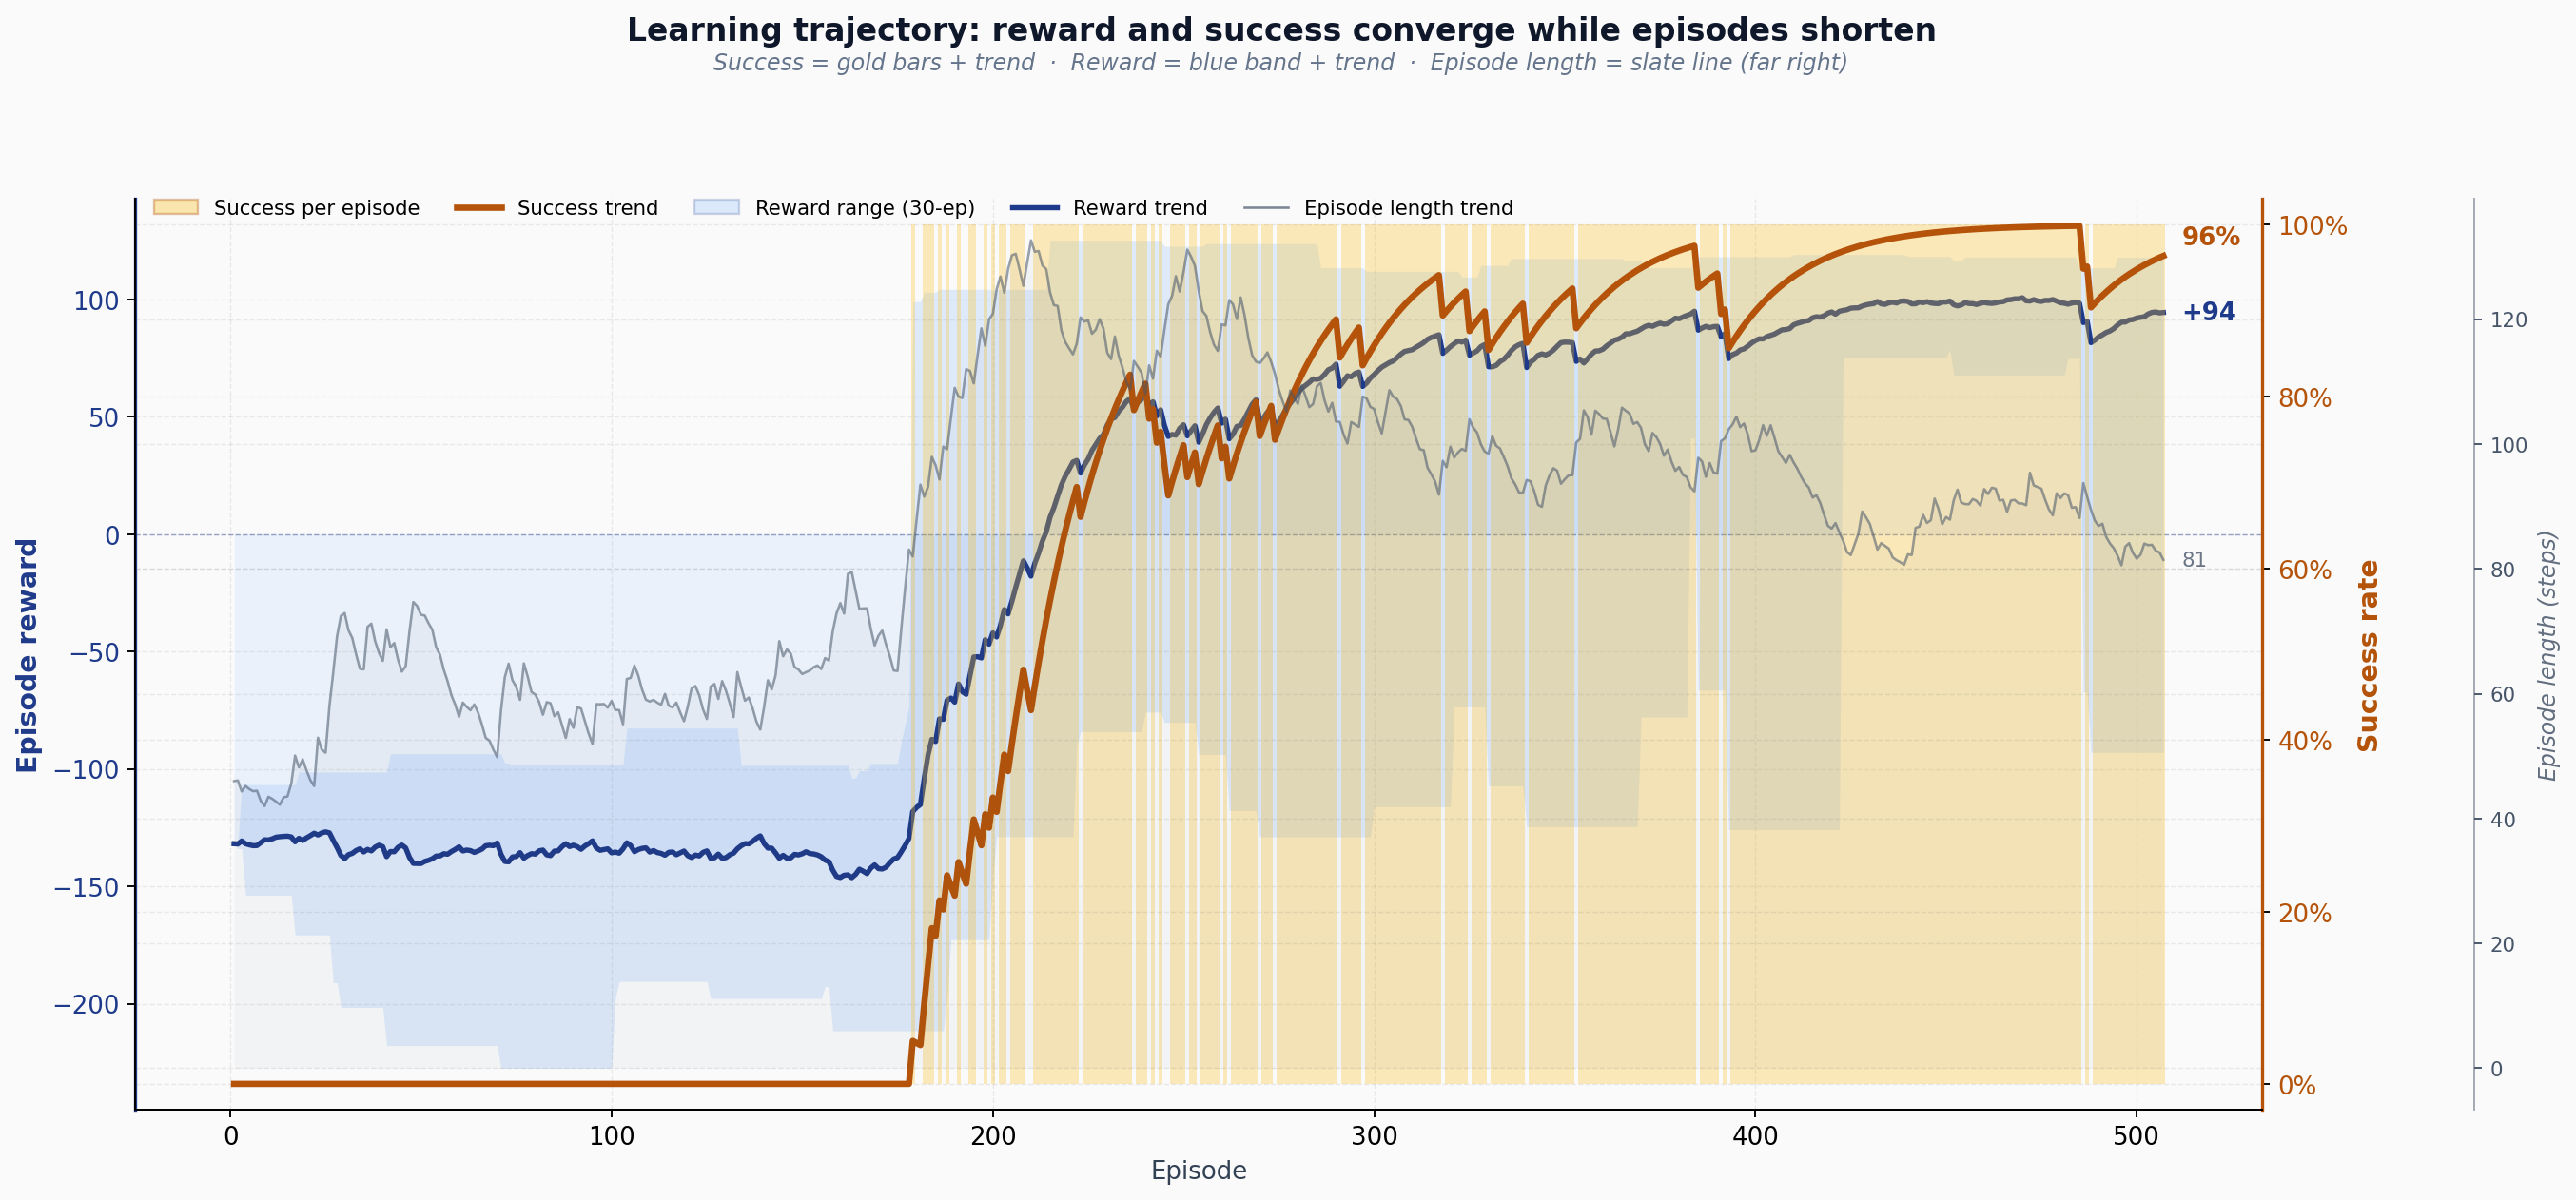 Learning trajectory: reward and success converge while episodes shorten
Success = gold bars + trend · Reward = blue band + trend · Episode length = slate line (far right)
Success per episode
Success trend
Reward range (30-ep)
Reward trend
Episode length trend
Episode reward
100
50
0
−50
−100
−150
−200
0
100
200
300
400
500
Episode
96%
+94
81
100%
80%
60%
40%
20%
0%
Success rate
120
100
80
60
40
20
0
Episode length (steps)